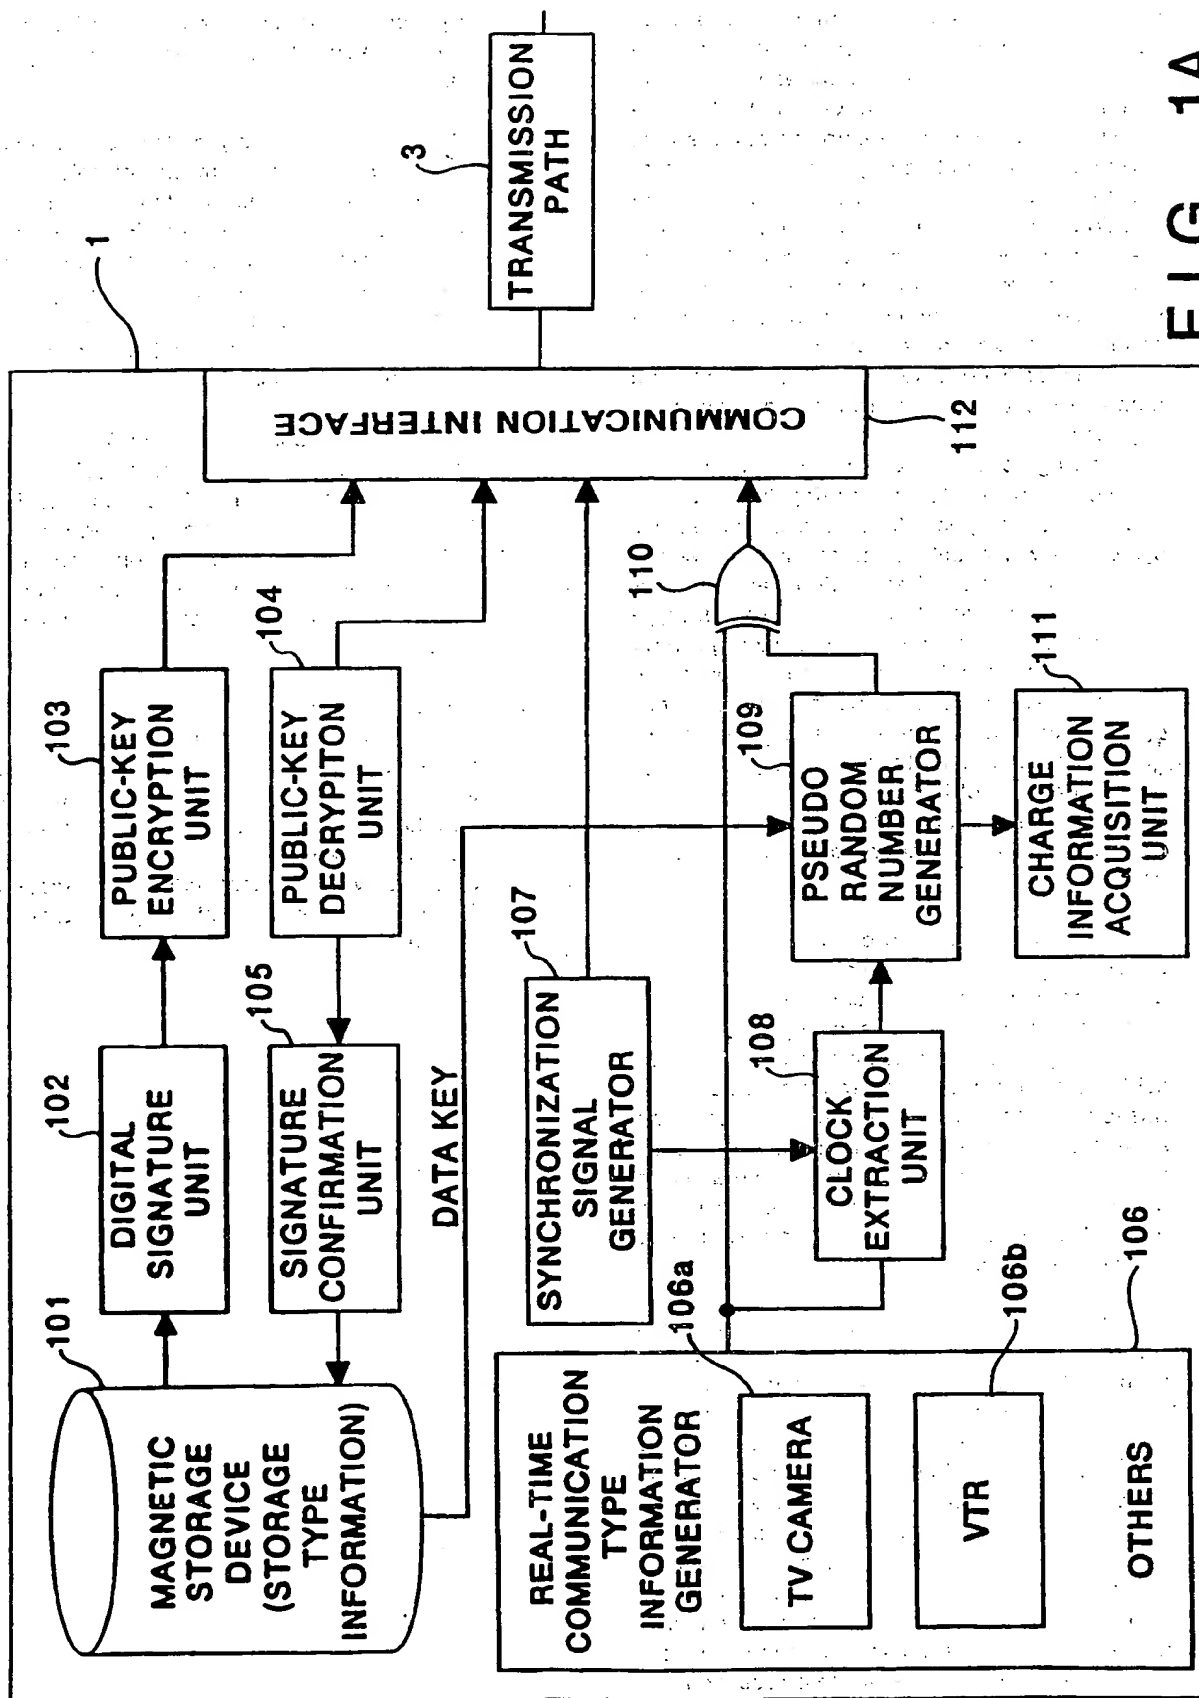 1
101
MAGNETIC
STORAGE
DEVICE
(STORAGE
TYPE
INFORMATION)
102
DIGITAL
SIGNATURE
UNIT
103
PUBLIC-KEY
ENCRYPTION
UNIT
105
SIGNATURE
CONFIRMATION
UNIT
104
PUBLIC-KEY
DECRYPITON
UNIT
DATA KEY
COMMUNICATION INTERFACE
112
3
TRANSMISSION
PATH
107
SYNCHRONIZATION
SIGNAL
GENERATOR
REAL-TIME
COMMUNICATION
TYPE
INFORMATION
GENERATOR
106a
TV CAMERA
106b
VTR
OTHERS
106
108
CLOCK
EXTRACTION
UNIT
109
PSEUDO
RANDOM
NUMBER
GENERATOR
110
111
CHARGE
INFORMATION
ACQUISITION
UNIT
FIG. 1A